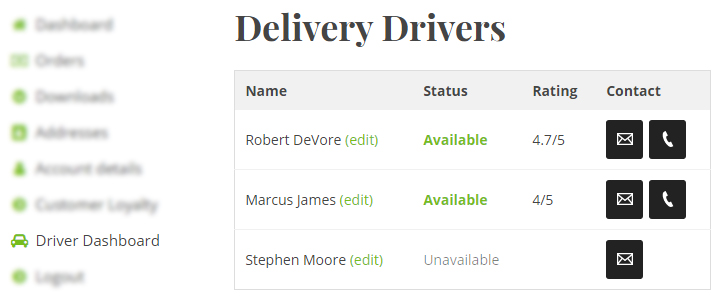 Dashboard
Orders
Downloads
Addresses
Account details
Customer Loyalty
Driver Dashboard
Logout
Delivery Drivers
Name Status Rating Contact
Robert DeVore (edit) Available 4.7/5
Marcus James (edit) Available 4/5
Stephen Moore (edit) Unavailable